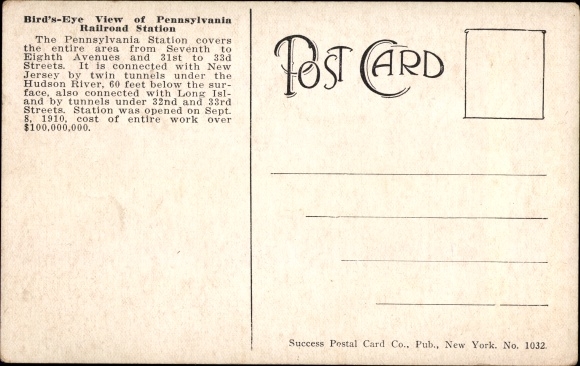 Bird's-Eye View of Pennsylvania
Railroad Station
The Pennsylvania Station covers
the entire area from Seventh to
Eighth Avenues and 31st to 33d
Streets. It is connected with New
Jersey by twin tunnels under the
Hudson River, 60 feet below the sur-
face, also connected with Long Isl-
and by tunnels under 32nd and 33rd
Streets. Station was opened on Sept.
8, 1910, cost of entire work over
$100,000,000.
POST CARD
Success Postal Card Co., Pub., New York. No. 1032.